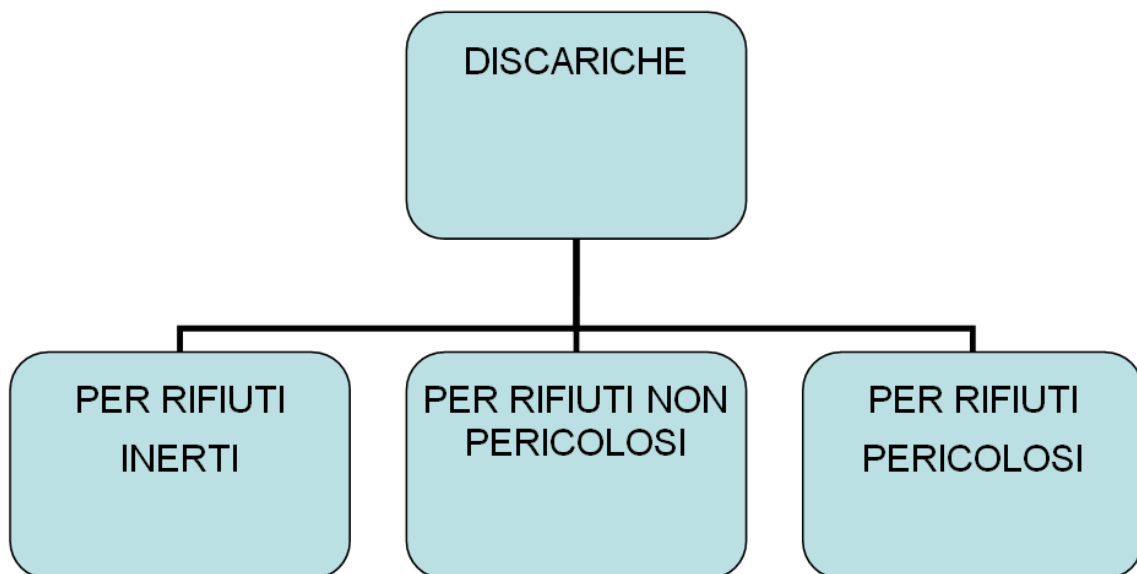 DISCARICHE
PER RIFIUTI
INERTI
PER RIFIUTI NON
PERICOLOSI
PER RIFIUTI
PERICOLOSI